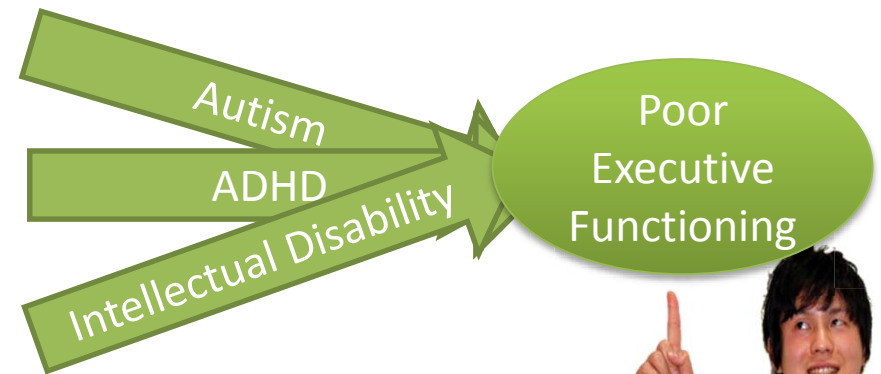 Autism
ADHD
Intellectual Disability
Poor
Executive
Functioning